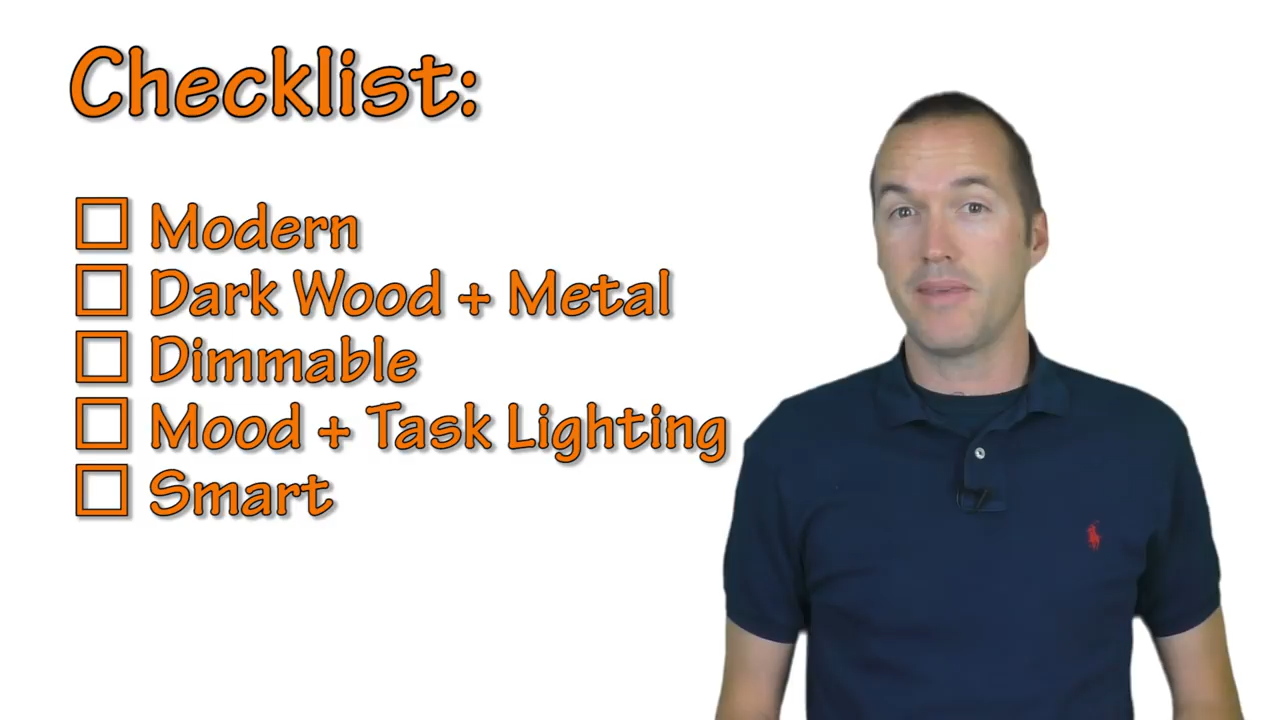 Checklist:
Modern
Dark Wood + Metal
Dimmable
Mood + Task Lighting
Smart